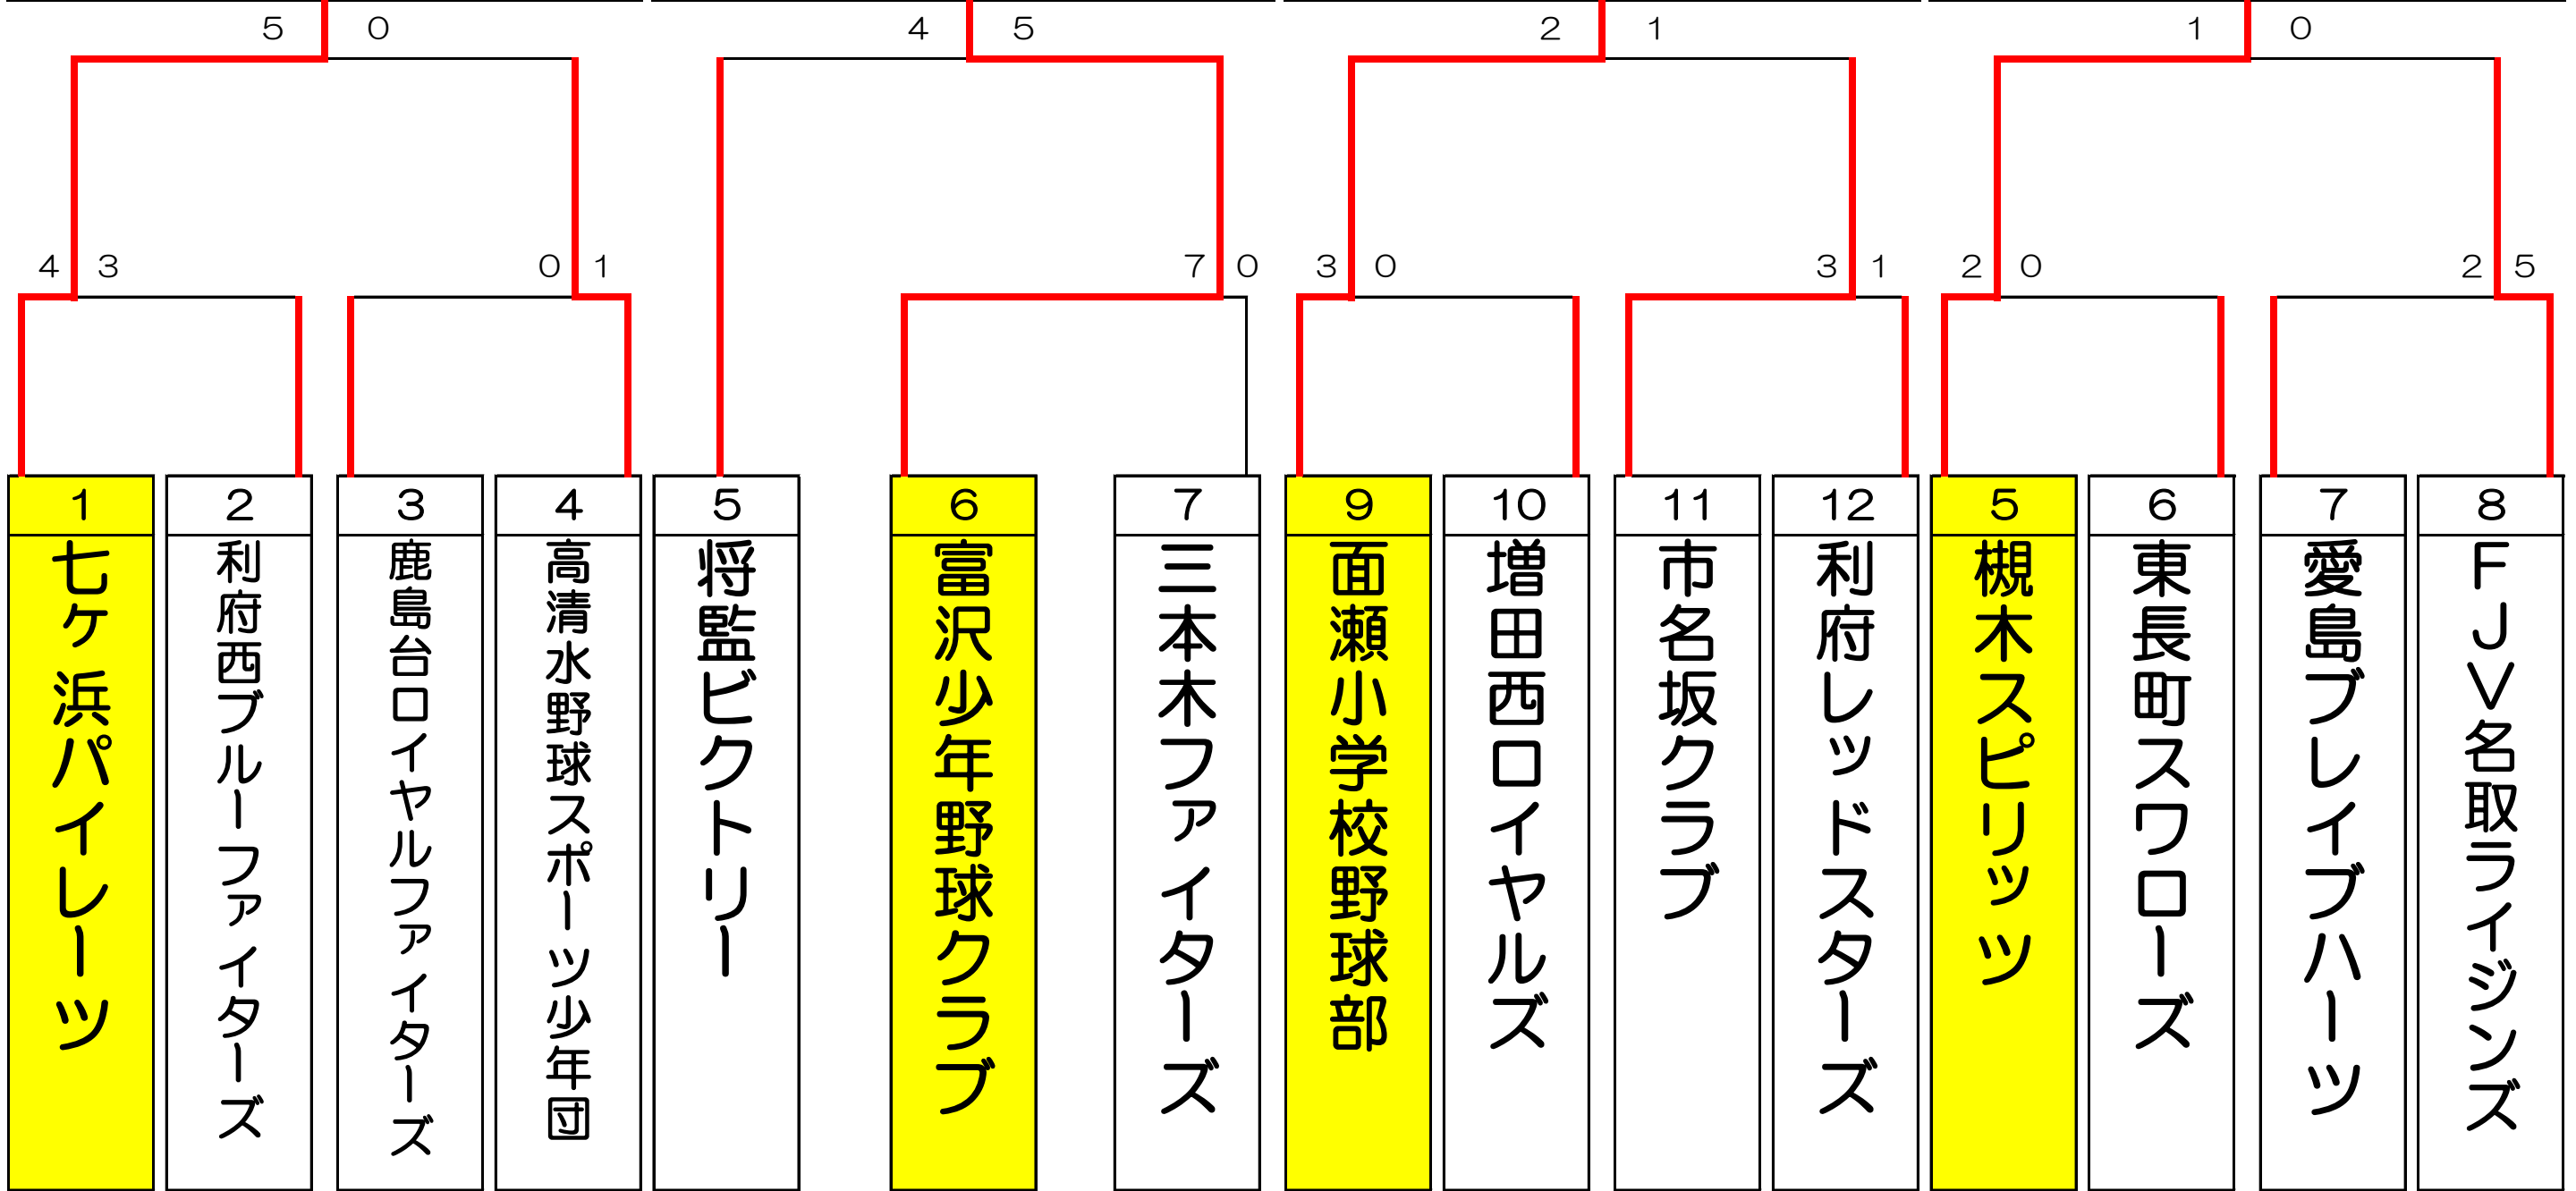 5 0 4 5 2 1 1 0
4 3 0 1 7 0 3 0 3 1 2 0 2 5
1 2 3 4 5 6 7 9 10 11 12 5 6 7 8
七ヶ浜パイレーツ
利府西ブルーファイターズ
鹿島台ロイヤルファイターズ
高清水野球スポーツ少年団
将監ビクトリー
富沢少年野球クラブ
三本木ファイターズ
面瀬小学校野球部
増田西ロイヤルズ
市名坂クラブ
利府レッドスターズ
槻木スピリッツ
東長町スワローズ
愛島ブレイブハーツ
FJV名取ライジンズ